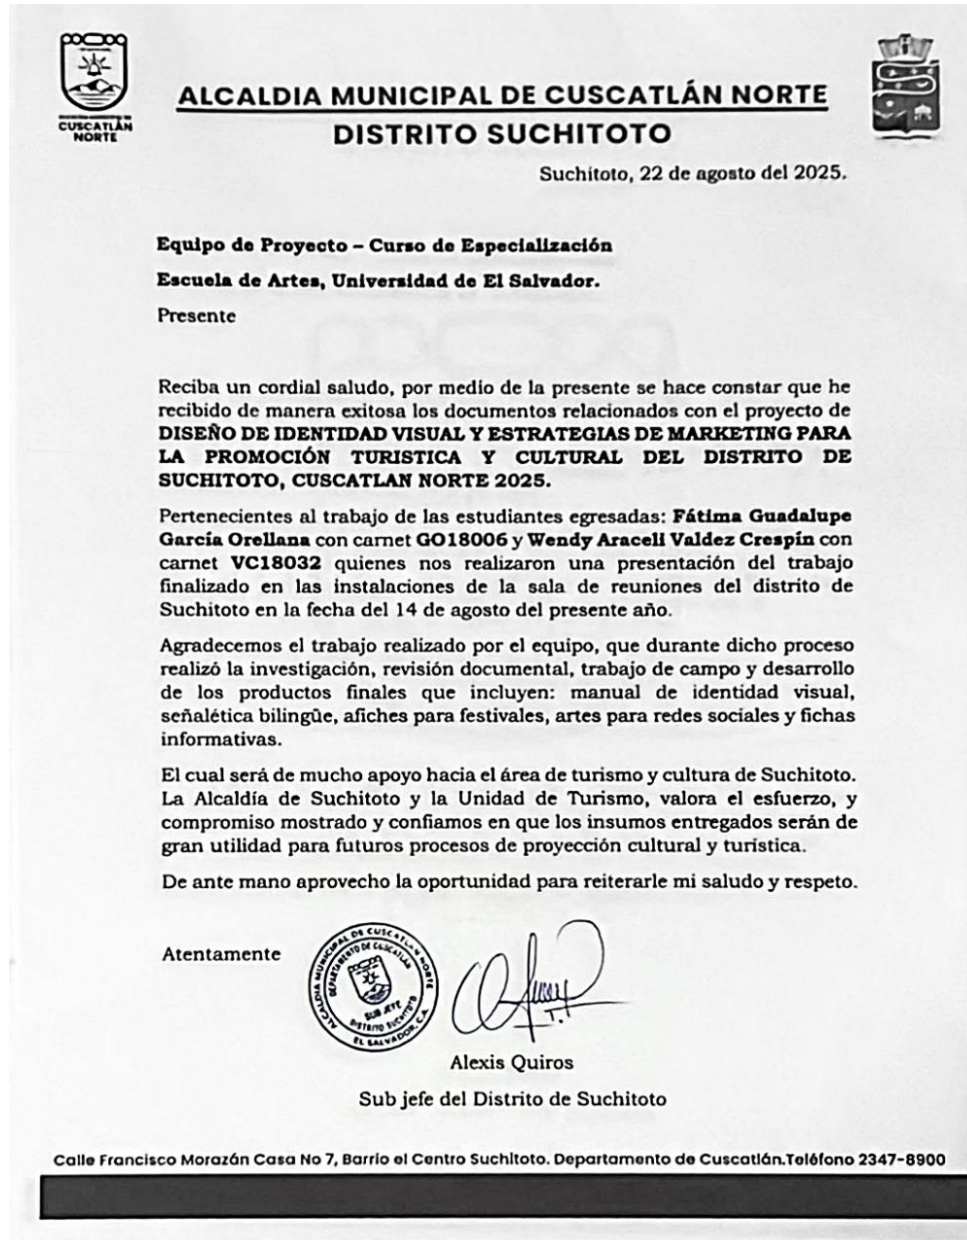 CUSCATLÁN
NORTE
ALCALDIA MUNICIPAL DE CUSCATLÁN NORTE
DISTRITO SUCHITOTO
Suchitoto, 22 de agosto del 2025.
Equipo de Proyecto – Curso de Especialización
Escuela de Artes, Universidad de El Salvador.
Presente
Reciba un cordial saludo, por medio de la presente se hace constar que he
recibido de manera exitosa los documentos relacionados con el proyecto de
DISEÑO DE IDENTIDAD VISUAL Y ESTRATEGIAS DE MARKETING PARA
LA PROMOCIÓN TURISTICA Y CULTURAL DEL DISTRITO DE
SUCHITOTO, CUSCATLAN NORTE 2025.
Pertenecientes al trabajo de las estudiantes egresadas: Fátima Guadalupe
García Orellana con carnet GO18006 y Wendy Araceli Valdez Crespín con
carnet VC18032 quienes nos realizaron una presentación del trabajo
finalizado en las instalaciones de la sala de reuniones del distrito de
Suchitoto en la fecha del 14 de agosto del presente año.
Agradecemos el trabajo realizado por el equipo, que durante dicho proceso
realizó la investigación, revisión documental, trabajo de campo y desarrollo
de los productos finales que incluyen: manual de identidad visual,
señalética bilingüe, afiches para festivales, artes para redes sociales y fichas
informativas.
El cual será de mucho apoyo hacia el área de turismo y cultura de Suchitoto.
La Alcaldía de Suchitoto y la Unidad de Turismo, valora el esfuerzo, y
compromiso mostrado y confiamos en que los insumos entregados serán de
gran utilidad para futuros procesos de proyección cultural y turística.
De ante mano aprovecho la oportunidad para reiterarle mi saludo y respeto.
Atentamente
ALCALDIA MUNICIPAL DE CUSCATLAN NORTE
DEPARTAMENTO DE CUSCATLÁN
SUB JEFE
DISTRITO SUCHITOTO
EL SALVADOR, C.A.
Alexis Quiros
Sub jefe del Distrito de Suchitoto
Calle Francisco Morazán Casa No 7, Barrio el Centro Suchitoto. Departamento de Cuscatlán.Teléfono 2347-8900